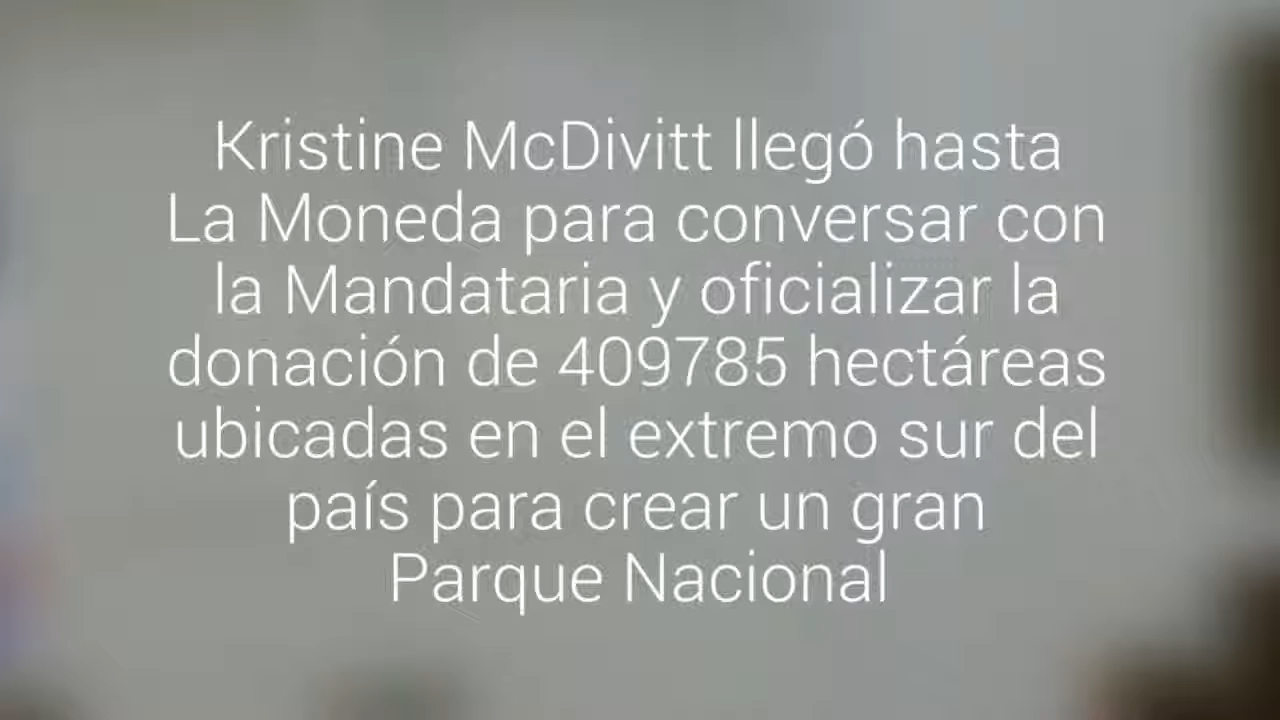 Kristine McDivitt llegó hasta
La Moneda para conversar con
la Mandataria y oficializar la
donación de 409785 hectáreas
ubicadas en el extremo sur del
país para crear un gran
Parque Nacional